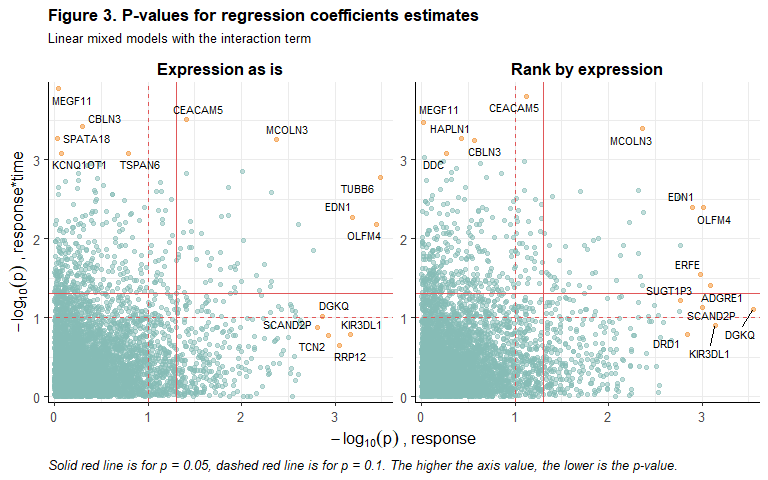 Figure 3. P-values for regression coefficients estimates
Linear mixed models with the interaction term
Expression as is
Rank by expression
MEGF11
CBLN3
SPATA18
KCNQ1OT1
TSPAN6
CEACAM5
MCOLN3
TUBB6
EDN1
OLFM4
DGKQ
SCAND2P
KIR3DL1
TCN2
RRP12
MEGF11
HAPLN1
DDC
CBLN3
CEACAM5
MCOLN3
EDN1
OLFM4
ERFE
SUGT1P3
ADGRE1
SCAND2P
DRD1
KIR3DL1
DGKQ
−log10(p) , response*time
3
2
1
0
3
2
1
0
0 1 2 3
0 1 2 3
−log10(p) , response
Solid red line is for p = 0.05, dashed red line is for p = 0.1. The higher the axis value, the lower is the p-value.